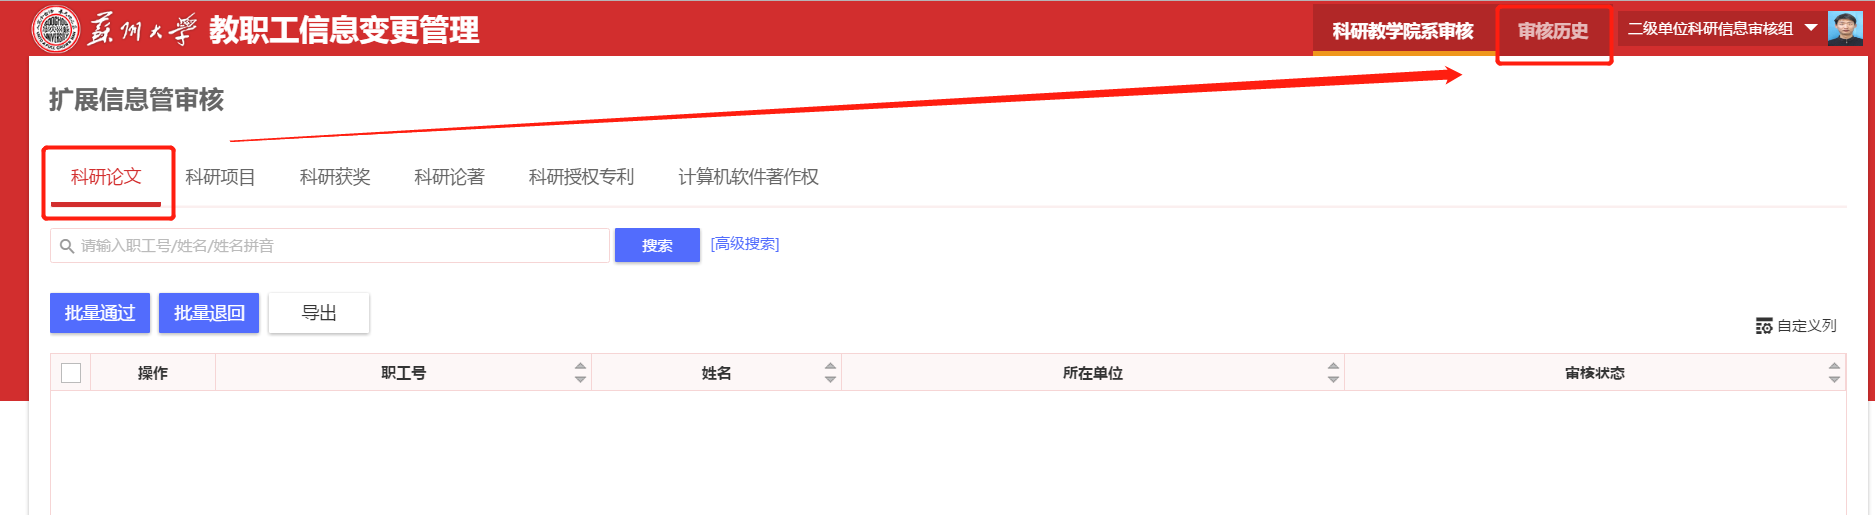 蘇州大学 教职工信息变更管理 科研教学院系审核 审核历史 二级单位科研信息审核组
扩展信息管审核
科研论文 科研项目 科研获奖 科研论著 科研授权专利 计算机软件著作权
请输入职工号/姓名/姓名拼音 搜索 [高级搜索]
批量通过 批量退回 导出
自定义列
操作 职工号 姓名 所在单位 审核状态